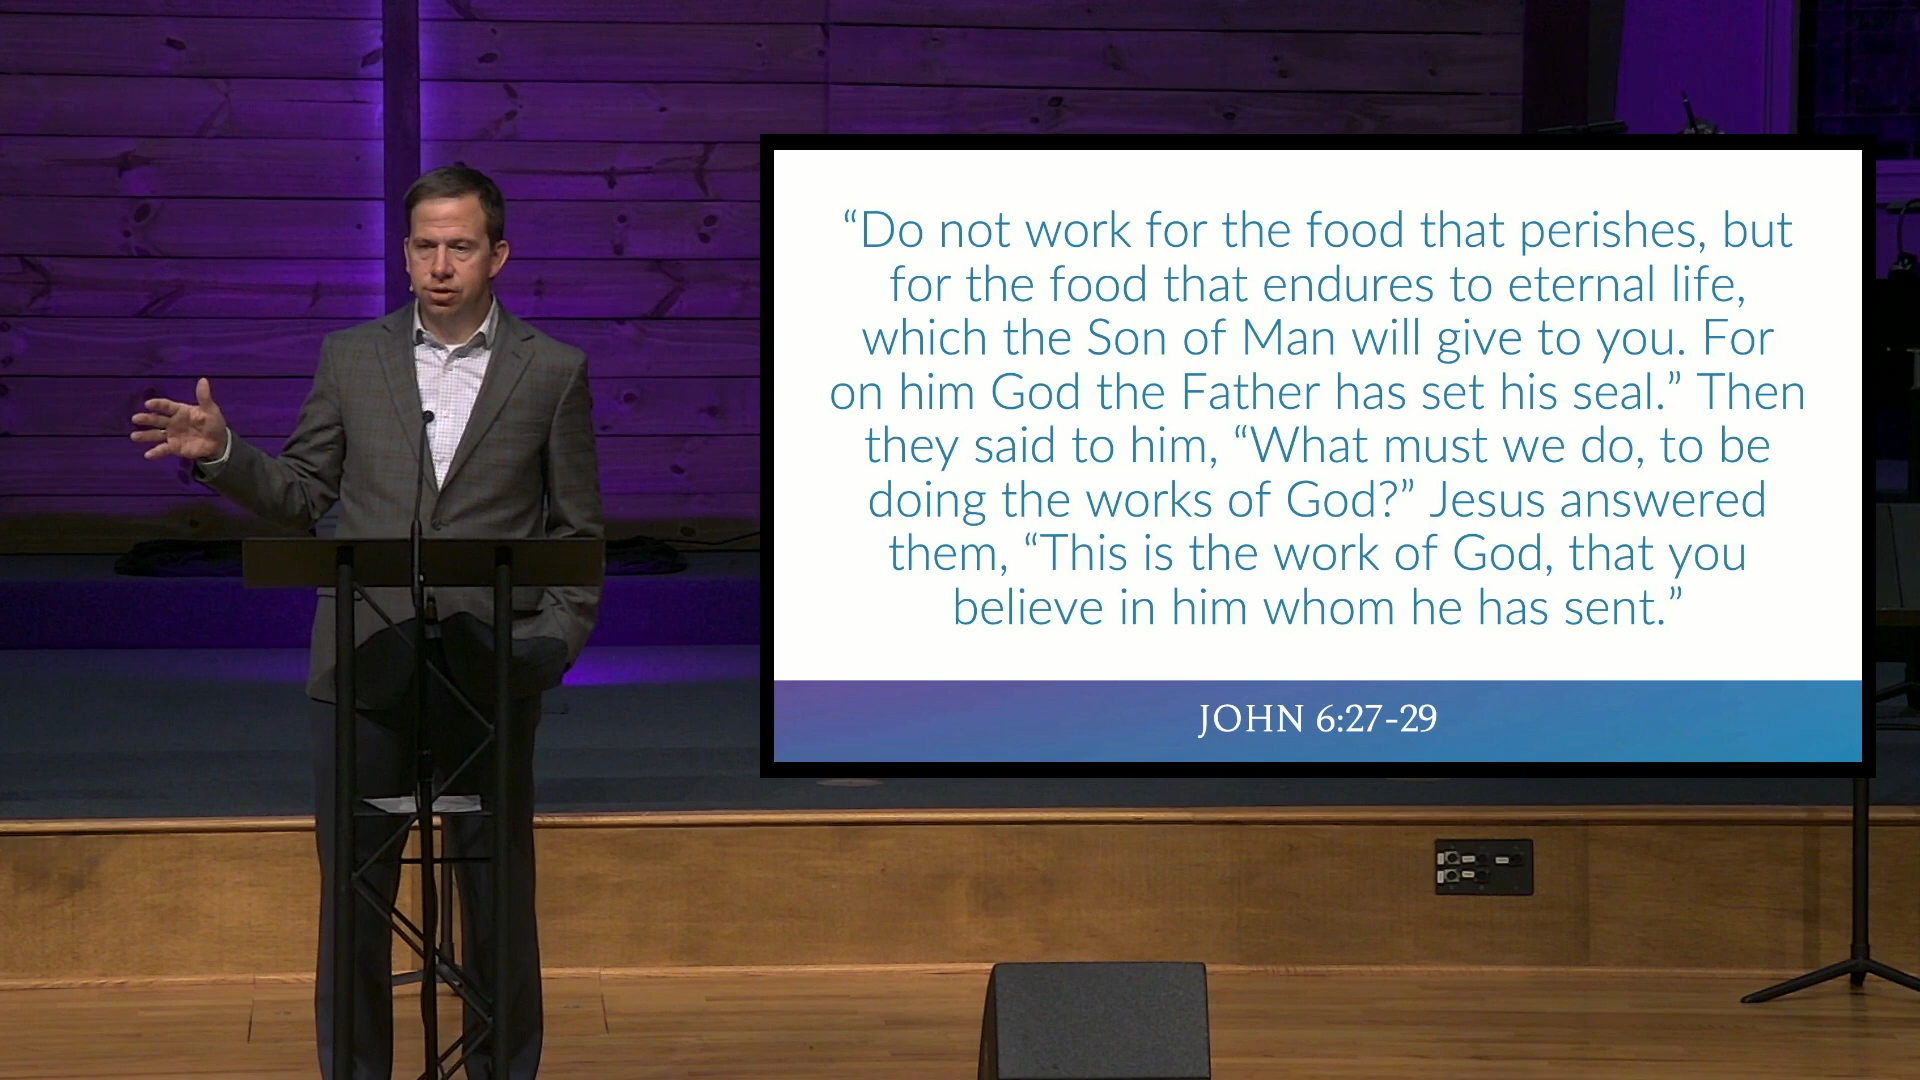 “Do not work for the food that perishes, but
for the food that endures to eternal life,
which the Son of Man will give to you. For
on him God the Father has set his seal.” Then
they said to him, “What must we do, to be
doing the works of God?” Jesus answered
them, “This is the work of God, that you
believe in him whom he has sent.”
JOHN 6:27-29